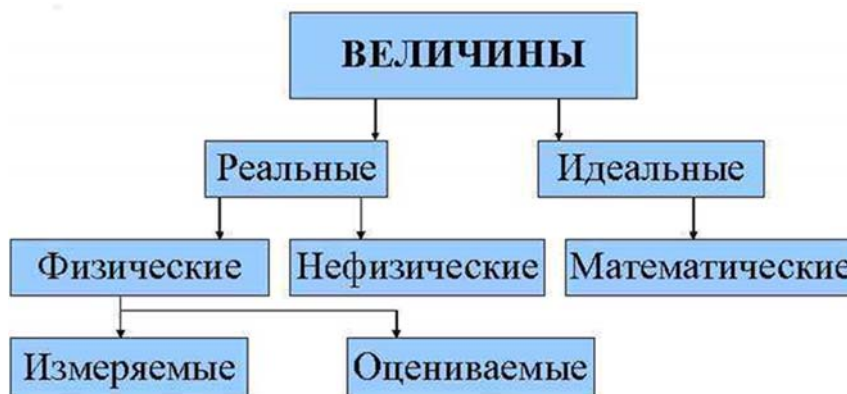 ВЕЛИЧИНЫ
Реальные
Идеальные
Физические
Нефизические
Математические
Измеряемые
Оцениваемые